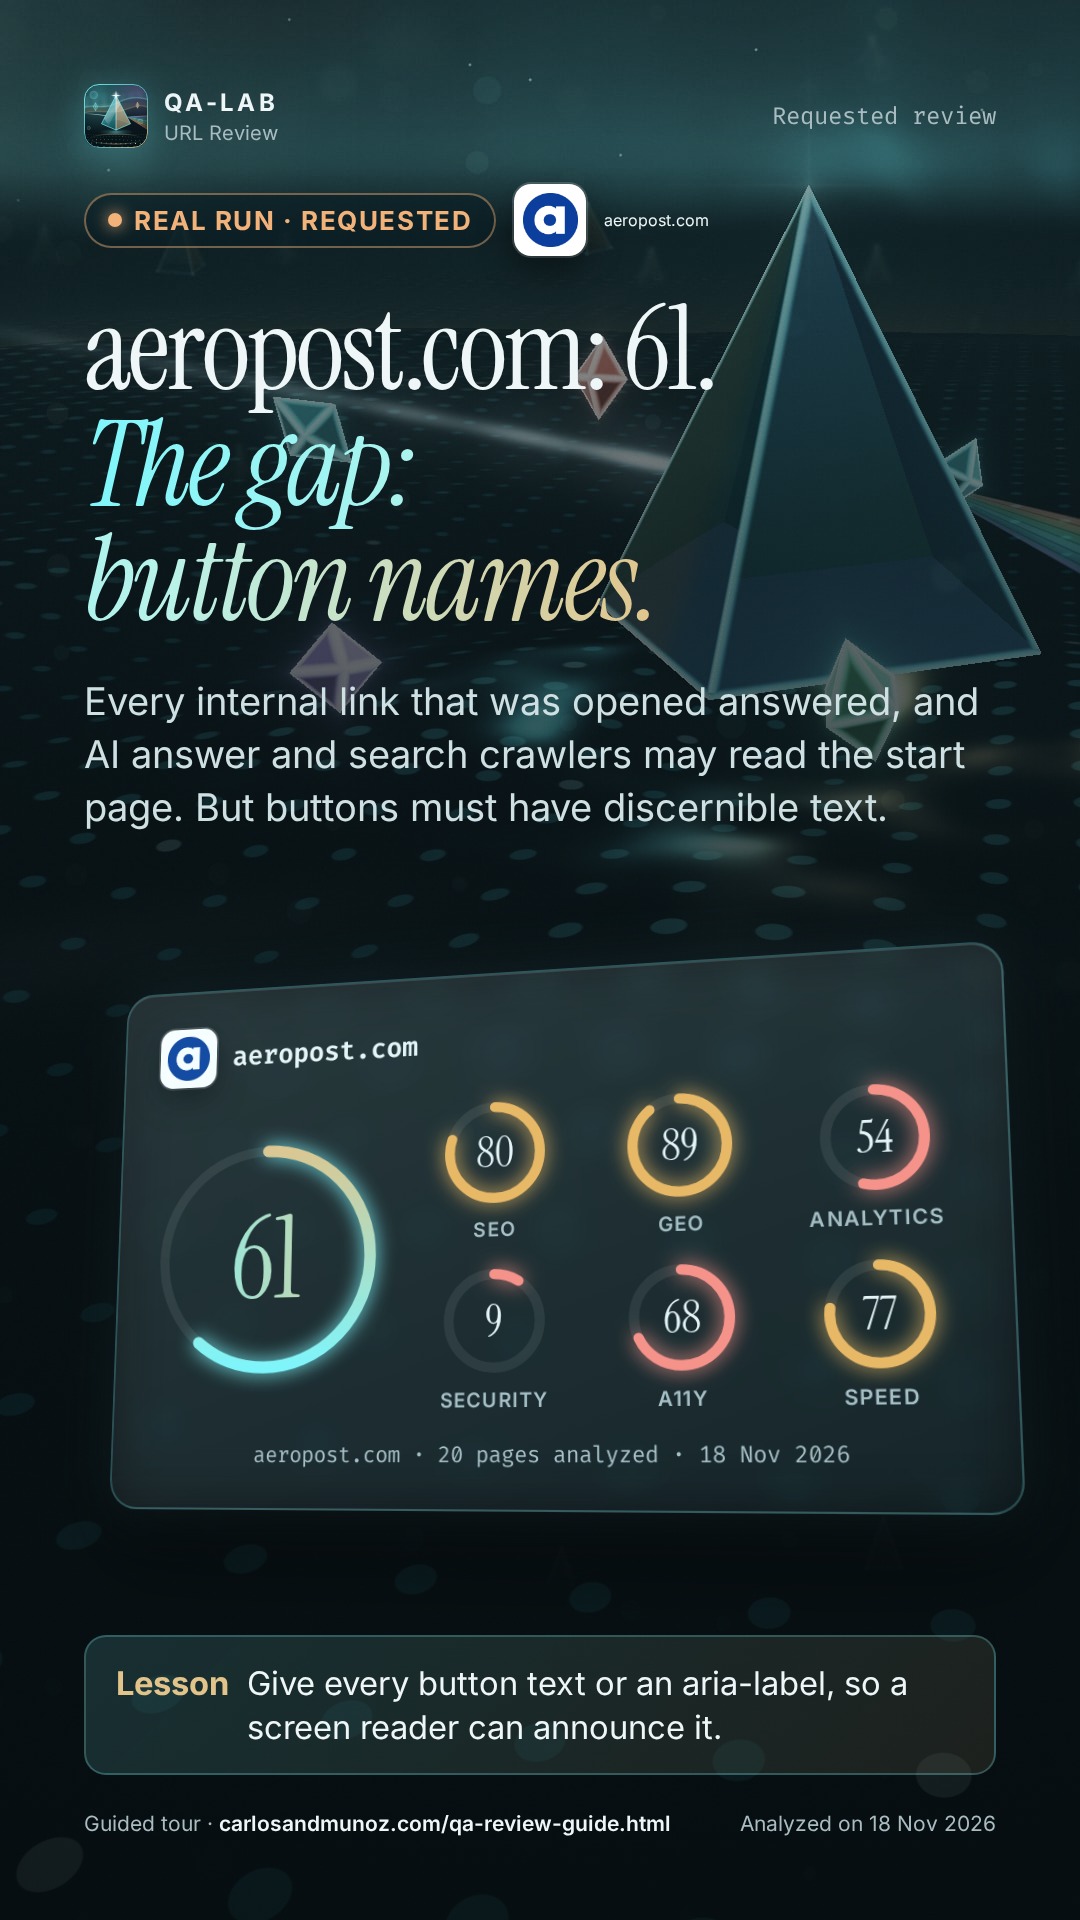 QA-LAB
URL Review
Requested review
REAL RUN · REQUESTED
a
aeropost.com
aeropost.com: 61.
The gap:
button names.
Every internal link that was opened answered, and
AI answer and search crawlers may read the start
page. But buttons must have discernible text.
a
aeropost.com
61
80
SEO
89
GEO
54
ANALYTICS
9
SECURITY
68
A11Y
77
SPEED
aeropost.com · 20 pages analyzed · 18 Nov 2026
Lesson Give every button text or an aria-label, so a
screen reader can announce it.
Guided tour · carlosandmunoz.com/qa-review-guide.html
Analyzed on 18 Nov 2026